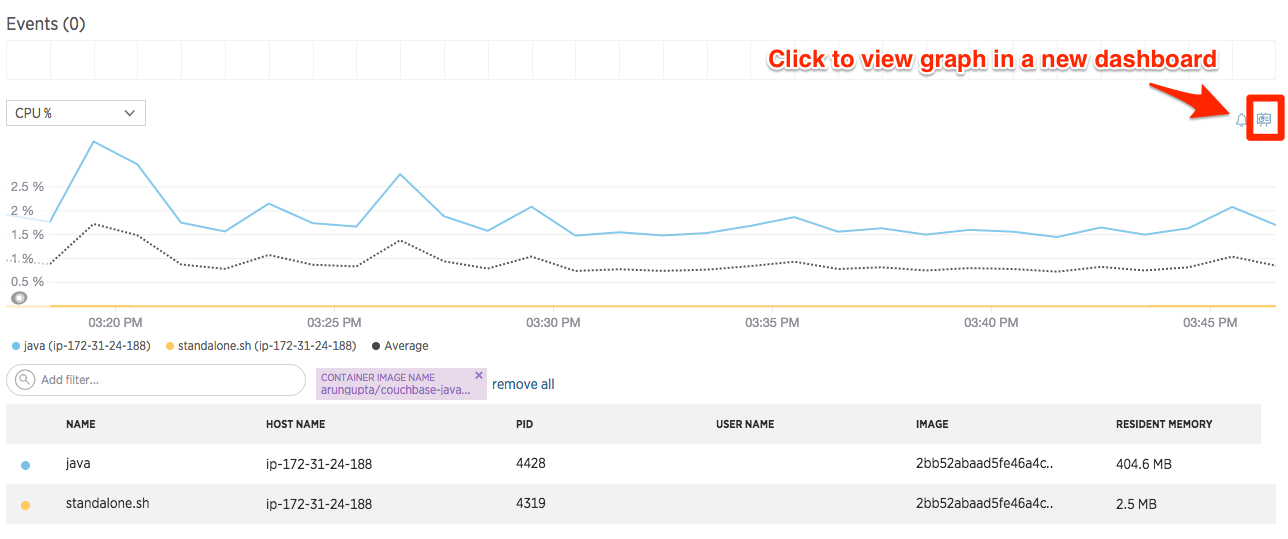 Events (0)
Click to view graph in a new dashboard
CPU %
2.5 %
2 %
1.5 %
1 %
0.5 %
03:20 PM 03:25 PM 03:30 PM 03:35 PM 03:40 PM 03:45 PM
java (ip-172-31-24-188) standalone.sh (ip-172-31-24-188) Average
Add filter...
CONTAINER IMAGE NAME
arungupta/couchbase-java...
remove all
NAME HOST NAME PID USER NAME IMAGE RESIDENT MEMORY
java ip-172-31-24-188 4428 2bb52abaad5fe46a4c.. 404.6 MB
standalone.sh ip-172-31-24-188 4319 2bb52abaad5fe46a4c.. 2.5 MB